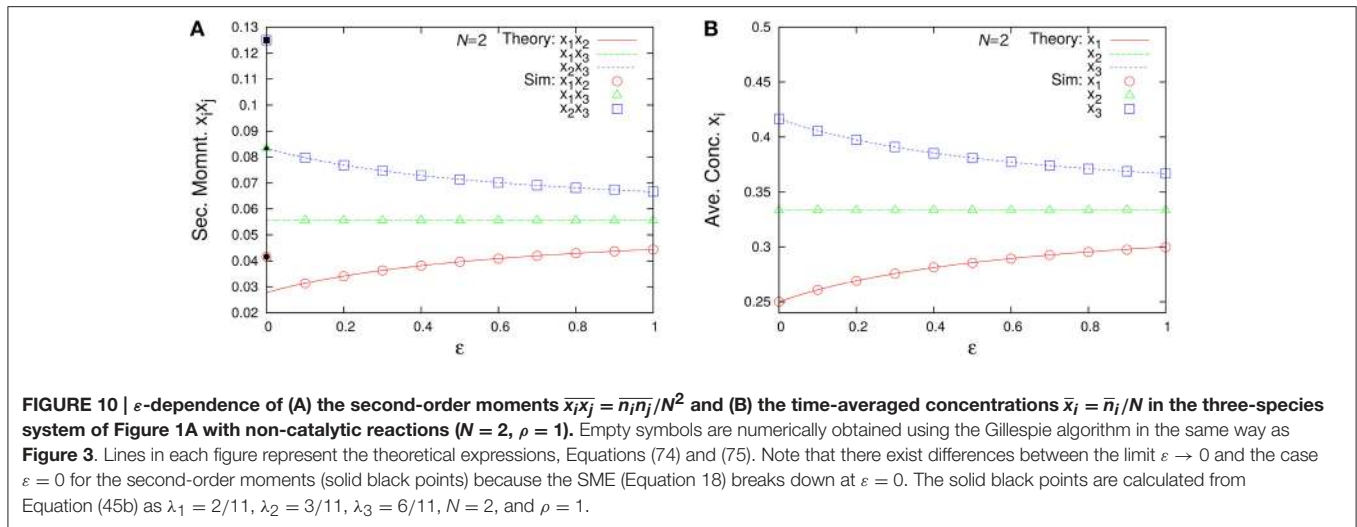 A
0.13
0.12
0.11
0.1
0.09
0.08
0.07
0.06
0.05
0.04
0.03
0.02
Sec. Momnt. xᵢxⱼ
0 0.2 0.4 0.6 0.8 1
ε
N=2 Theory: x₁x₂
x₁x₃
x₂x₃
Sim: x₁x₂
x₁x₃
x₂x₃
B
0.5
0.45
0.4
0.35
0.3
0.25
Ave. Conc. xᵢ
0 0.2 0.4 0.6 0.8 1
ε
N=2 Theory: x₁
x₂
x₃
Sim: x₁
x₂
x₃
FIGURE 10 | ε-dependence of (A) the second-order moments x̅ᵢx̅ⱼ = n̅ᵢn̅ⱼ/N² and (B) the time-averaged concentrations x̅ᵢ = n̅ᵢ/N in the three-species
system of Figure 1A with non-catalytic reactions (N = 2, ρ = 1). Empty symbols are numerically obtained using the Gillespie algorithm in the same way as
Figure 3. Lines in each figure represent the theoretical expressions, Equations (74) and (75). Note that there exist differences between the limit ε → 0 and the case
ε = 0 for the second-order moments (solid black points) because the SME (Equation 18) breaks down at ε = 0. The solid black points are calculated from
Equation (45b) as λ₁ = 2/11, λ₂ = 3/11, λ₃ = 6/11, N = 2, and ρ = 1.